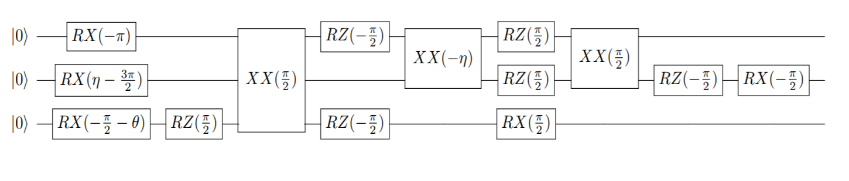 |0⟩ RX(−π) RZ(−π/2) RZ(π/2)
XX(−η) XX(π/2)
|0⟩ RX(η − 3π/2) XX(π/2) RZ(π/2) RZ(−π/2) RX(−π/2)
|0⟩ RX(−π/2 − θ) RZ(π/2) RZ(−π/2) RX(π/2)